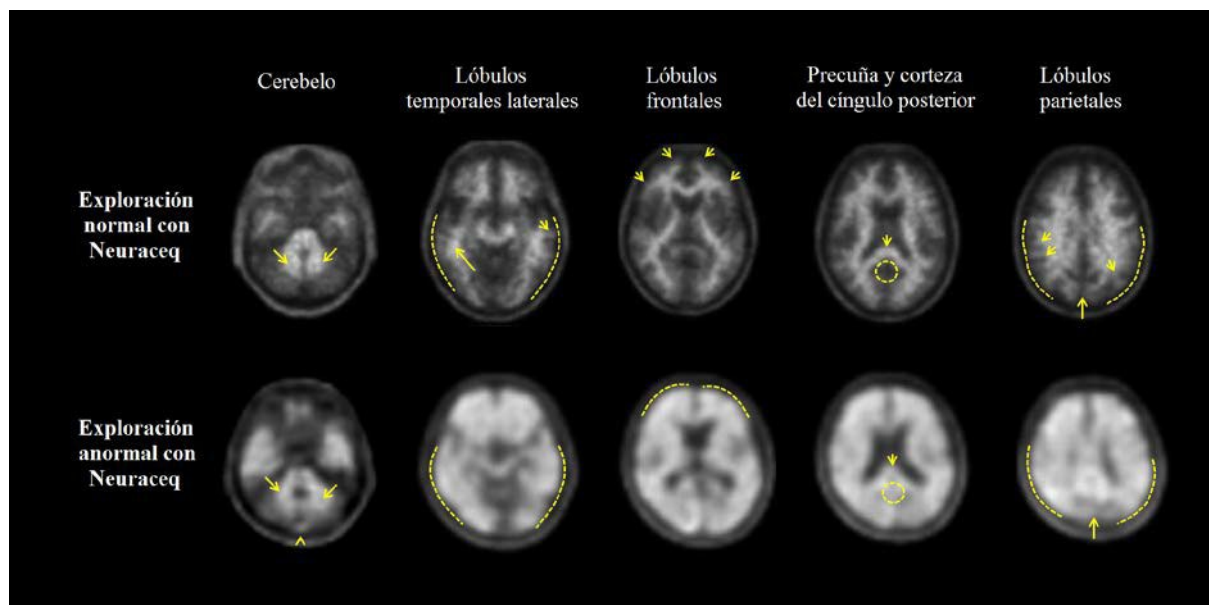 Cerebelo
Lóbulos
temporales laterales
Lóbulos
frontales
Precuña y corteza
del cíngulo posterior
Lóbulos
parietales
Exploración
normal con
Neuraceq
Exploración
anormal con
Neuraceq